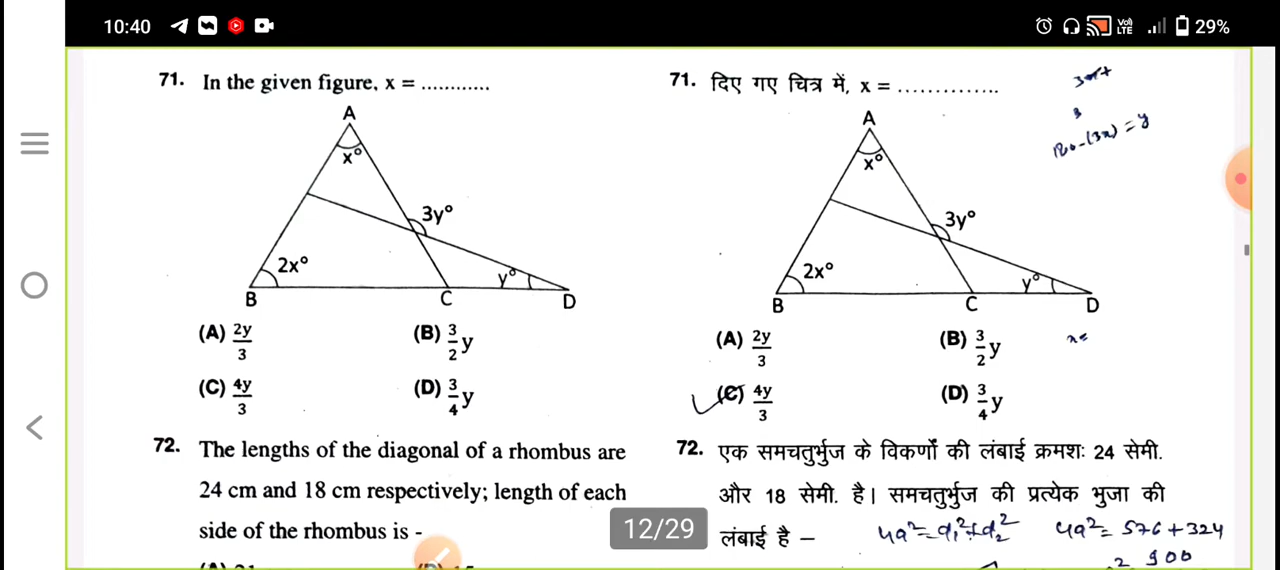 10:40
Vo)
LTE
29%
71. In the given figure, x = ............
A
x°
3y°
2x°
y°
B
C
D
(A) 2y/3
(B) 3/2 y
(C) 4y/3
(D) 3/4 y
72. The lengths of the diagonal of a rhombus are
24 cm and 18 cm respectively; length of each
side of the rhombus is -
71. दिए गए चित्र में, x = ..............
180-(3x) = y
A
x°
3y°
2x°
y°
B
C
D
x=
(A) 2y/3
(B) 3/2 y
(C) 4y/3
(D) 3/4 y
72. एक समचतुर्भुज के विकर्णों की लंबाई क्रमशः 24 सेमी.
और 18 सेमी. है। समचतुर्भुज की प्रत्येक भुजा की
लंबाई है –
4a²=d₁²+d₂²
4a²= 576+324
900
12/29